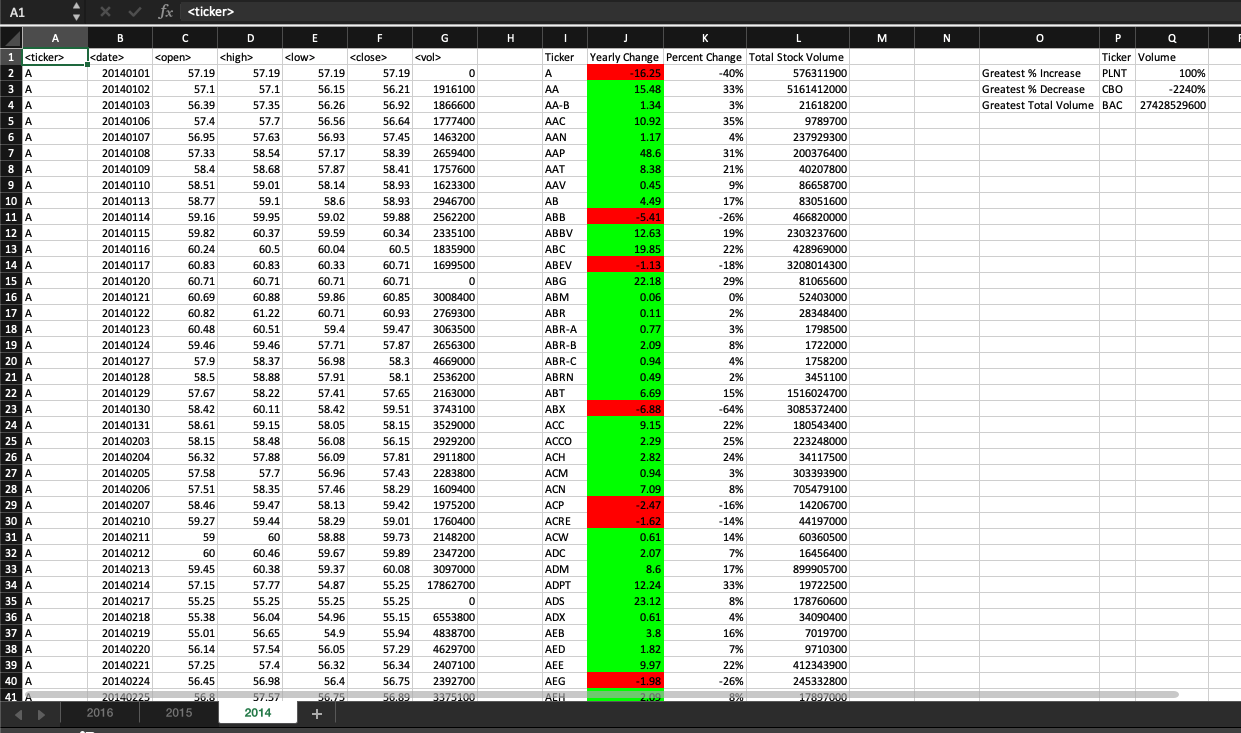 A1 fx <ticker>
A B C D E F G H I J K L M N O P Q
1 <ticker> <date> <open> <high> <low> <close> <vol> Ticker Yearly Change Percent Change Total Stock Volume Ticker Volume
2 A 20140101 57.19 57.19 57.19 57.19 0 A -16.25 -40% 576311900 Greatest % Increase PLNT 100%
3 A 20140102 57.1 57.1 56.15 56.21 1916100 AA 15.48 33% 5161412000 Greatest % Decrease CBO -2240%
4 A 20140103 56.39 57.35 56.26 56.92 1866600 AA-B 1.34 3% 21618200 Greatest Total Volume BAC 27428529600
5 A 20140106 57.4 57.7 56.56 56.64 1777400 AAC 10.92 35% 9789700
6 A 20140107 56.95 57.63 56.93 57.45 1463200 AAN 1.17 4% 237929300
7 A 20140108 57.33 58.54 57.17 58.39 2659400 AAP 48.6 31% 200376400
8 A 20140109 58.4 58.68 57.87 58.41 1757600 AAT 8.38 21% 40207800
9 A 20140110 58.51 59.01 58.14 58.93 1623300 AAV 0.45 9% 86658700
10 A 20140113 58.77 59.1 58.6 58.93 2946700 AB 4.49 17% 83051600
11 A 20140114 59.16 59.95 59.02 59.88 2562200 ABB -5.41 -26% 466820000
12 A 20140115 59.82 60.37 59.59 60.34 2335100 ABBV 12.63 19% 2303237600
13 A 20140116 60.24 60.5 60.04 60.5 1835900 ABC 19.85 22% 428969000
14 A 20140117 60.83 60.83 60.33 60.71 1699500 ABEV -1.13 -18% 3208014300
15 A 20140120 60.71 60.71 60.71 60.71 0 ABG 22.18 29% 81065600
16 A 20140121 60.69 60.88 59.86 60.85 3008400 ABM 0.06 0% 52403000
17 A 20140122 60.82 61.22 60.71 60.93 2769300 ABR 0.11 2% 28348400
18 A 20140123 60.48 60.51 59.4 59.47 3063500 ABR-A 0.77 3% 1798500
19 A 20140124 59.46 59.46 57.71 57.87 2656300 ABR-B 2.09 8% 1722000
20 A 20140127 57.9 58.37 56.98 58.3 4669000 ABR-C 0.94 4% 1758200
21 A 20140128 58.5 58.88 57.91 58.1 2536200 ABRN 0.49 2% 3451100
22 A 20140129 57.67 58.22 57.41 57.65 2163000 ABT 6.69 15% 1516024700
23 A 20140130 58.42 60.11 58.42 59.51 3743100 ABX -6.88 -64% 3085372400
24 A 20140131 58.61 59.15 58.05 58.15 3529000 ACC 9.15 22% 180543400
25 A 20140203 58.15 58.48 56.08 56.15 2929200 ACCO 2.29 25% 223248000
26 A 20140204 56.32 57.88 56.09 57.81 2911800 ACH 2.82 24% 34117500
27 A 20140205 57.58 57.7 56.96 57.43 2283800 ACM 0.94 3% 303393900
28 A 20140206 57.51 58.35 57.46 58.29 1609400 ACN 7.09 8% 705479100
29 A 20140207 58.46 59.47 58.13 59.42 1975200 ACP -2.47 -16% 14206700
30 A 20140210 59.27 59.44 58.29 59.01 1760400 ACRE -1.62 -14% 44197000
31 A 20140211 59 60 58.88 59.73 2148200 ACW 0.61 14% 60360500
32 A 20140212 60 60.46 59.67 59.89 2347200 ADC 2.07 7% 16456400
33 A 20140213 59.45 60.38 59.37 60.08 3097000 ADM 8.6 17% 899905700
34 A 20140214 57.15 57.77 54.87 55.25 17862700 ADPT 12.24 33% 19722500
35 A 20140217 55.25 55.25 55.25 55.25 0 ADS 23.12 8% 178760600
36 A 20140218 55.38 56.04 54.96 55.15 6553800 ADX 0.61 4% 34090400
37 A 20140219 55.01 56.65 54.9 55.94 4838700 AEB 3.8 16% 7019700
38 A 20140220 56.14 57.54 56.05 57.29 4629700 AED 1.82 7% 9710300
39 A 20140221 57.25 57.4 56.32 56.34 2407100 AEE 9.97 22% 412343900
40 A 20140224 56.45 56.98 56.4 56.75 2392700 AEG -1.98 -26% 245332800
41 A 20140225 56.8 57.57 56.75 56.89 3375100 AEH 2.09 8% 17897000
2016 2015 2014 +